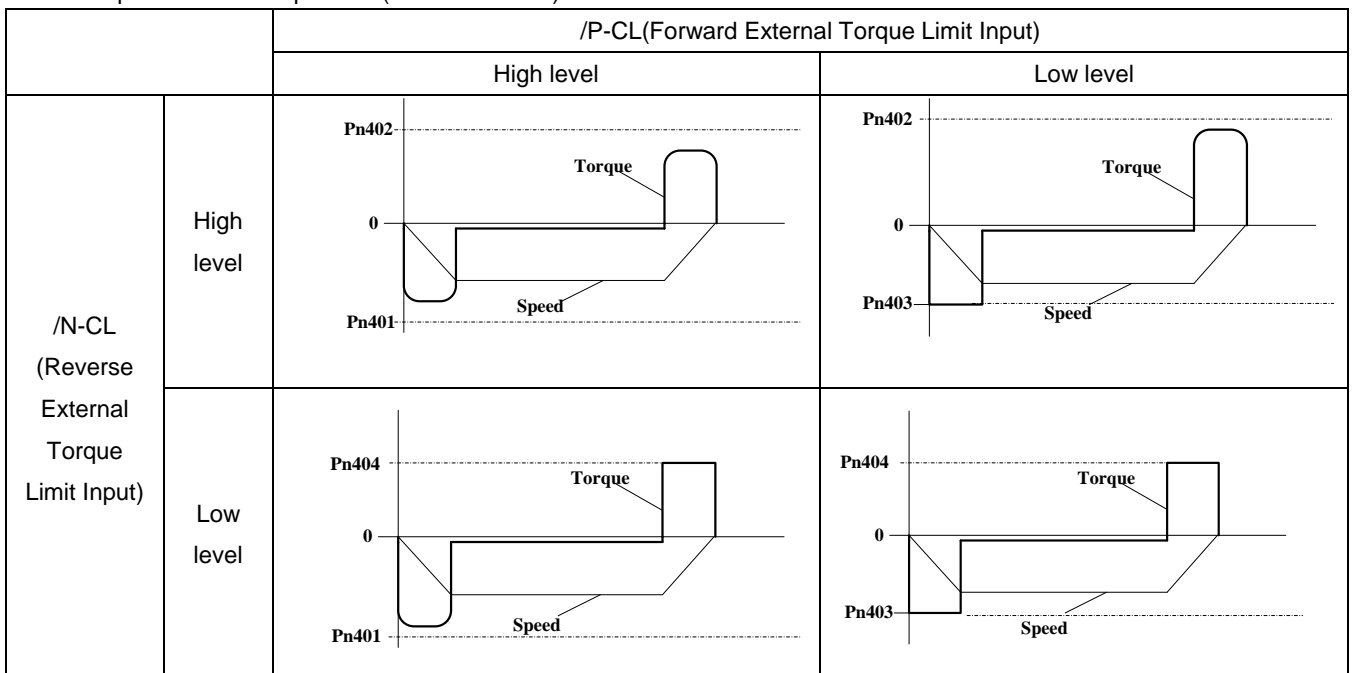 /P-CL(Forward External Torque Limit Input)
High level
Low level
/N-CL
(Reverse
External
Torque
Limit Input)
High
level
Pn402
Torque
0
Speed
Pn401
Pn402
Torque
0
Pn403
Speed
Low
level
Pn404
Torque
0
Speed
Pn401
Pn404
Torque
0
Pn403
Speed